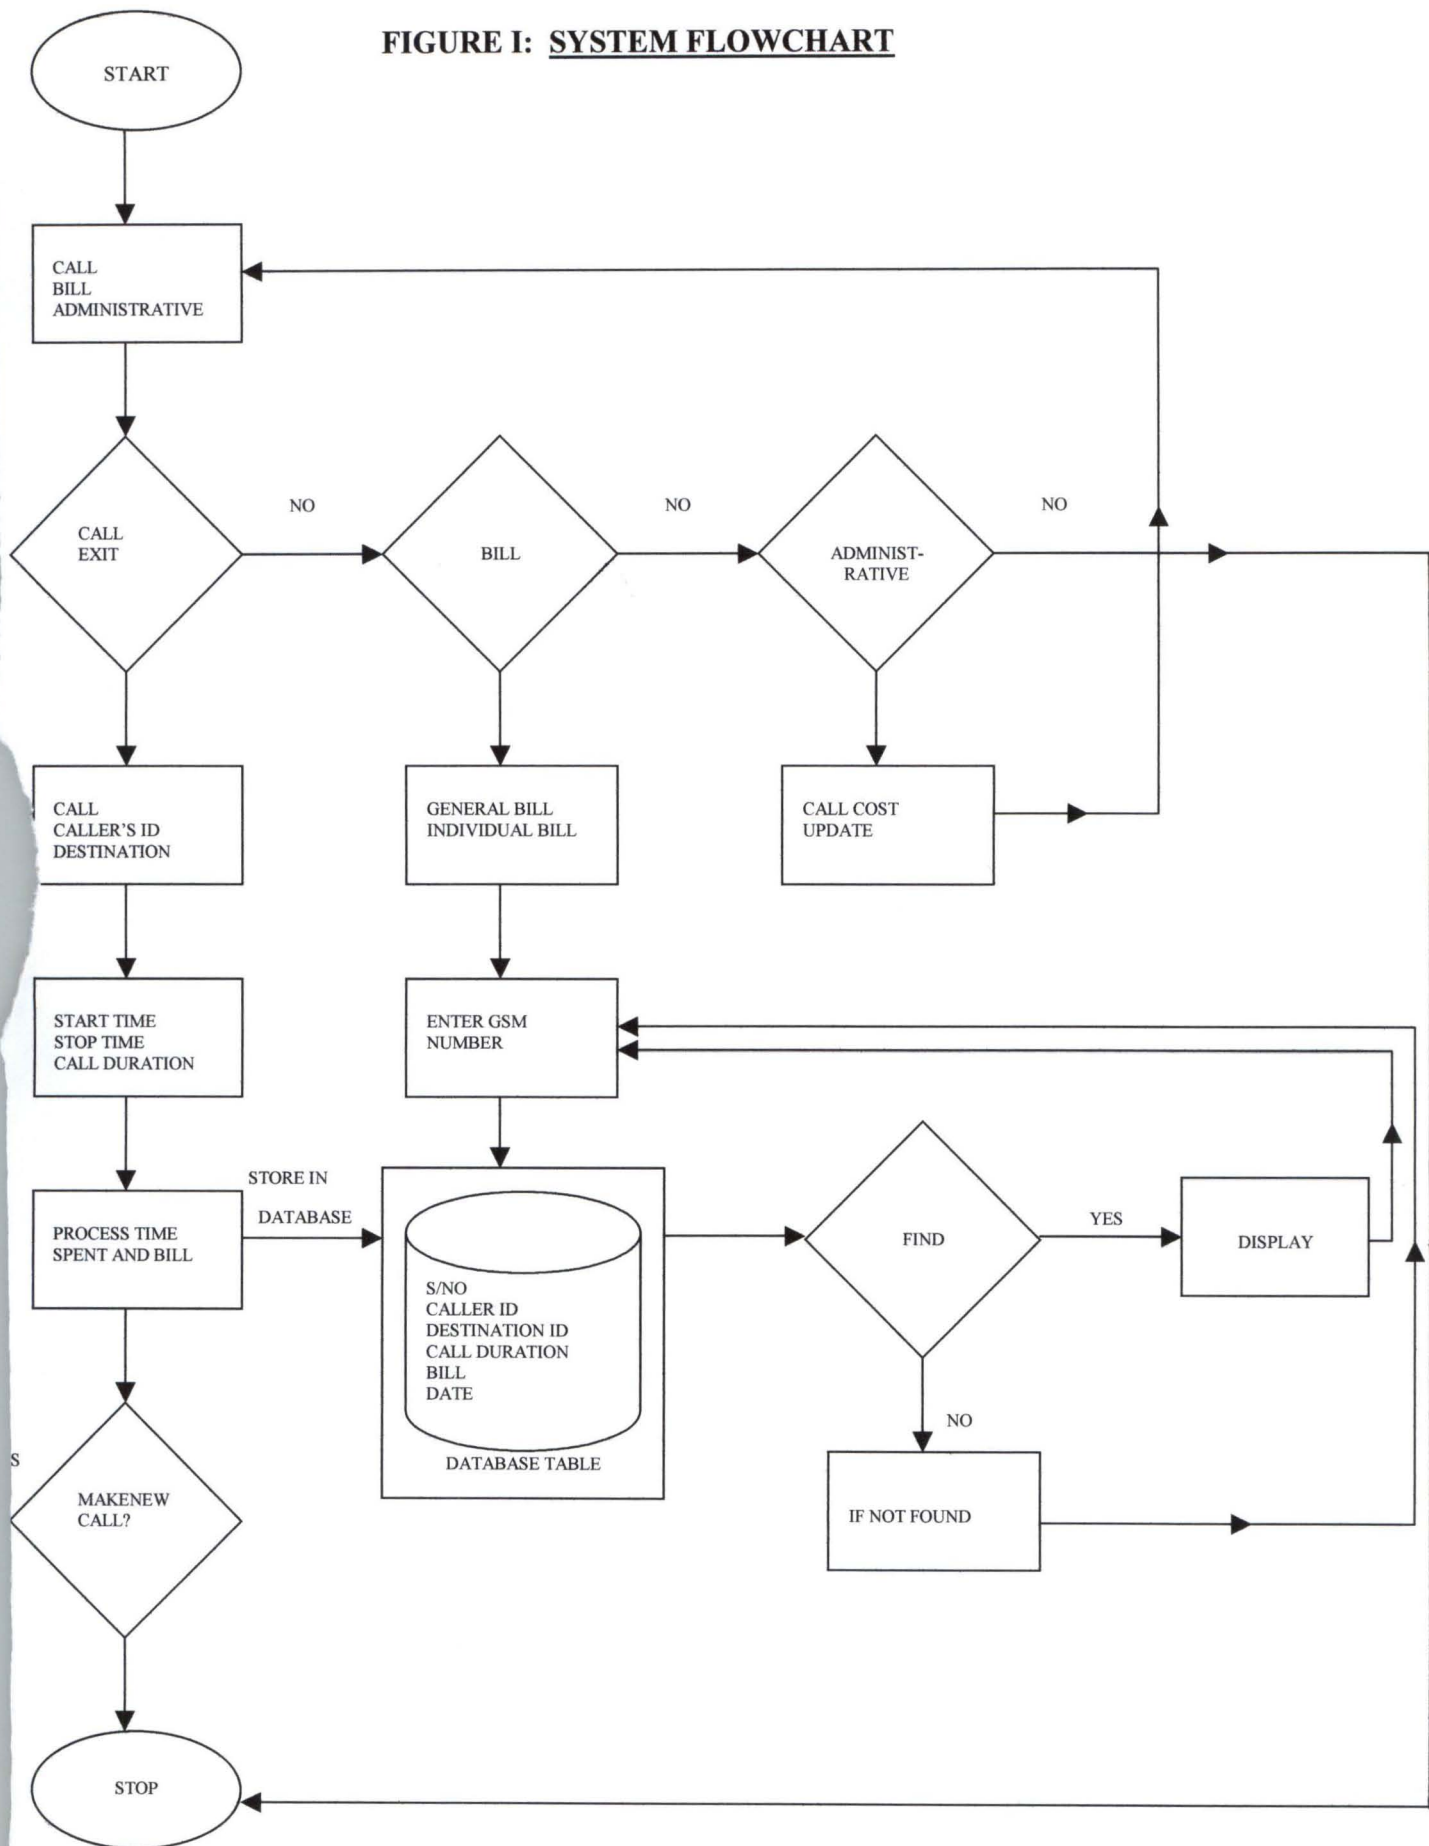 FIGURE I: SYSTEM FLOWCHART
START
CALL
BILL
ADMINISTRATIVE
CALL
EXIT
NO
BILL
NO
ADMINIST-
RATIVE
NO
CALL
CALLER'S ID
DESTINATION
GENERAL BILL
INDIVIDUAL BILL
CALL COST
UPDATE
START TIME
STOP TIME
CALL DURATION
ENTER GSM
NUMBER
PROCESS TIME
SPENT AND BILL
STORE IN
DATABASE
S/NO
CALLER ID
DESTINATION ID
CALL DURATION
BILL
DATE
DATABASE TABLE
FIND
YES
DISPLAY
NO
IF NOT FOUND
S
MAKENEW
CALL?
STOP